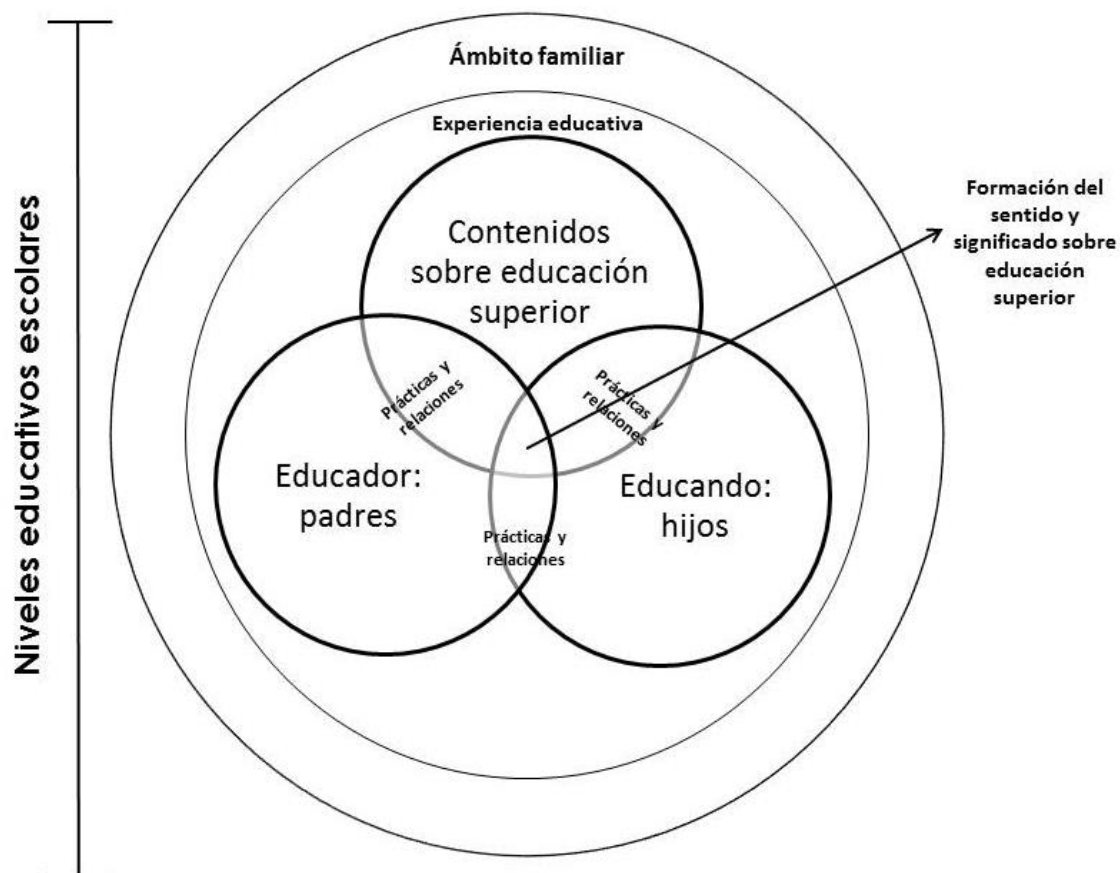 Niveles educativos escolares
Ámbito familiar
Experiencia educativa
Contenidos
sobre educación
superior
Formación del
sentido y
significado sobre
educación
superior
Prácticas y
relaciones
Prácticas y
relaciones
Educador:
padres
Educando:
hijos
Prácticas y
relaciones